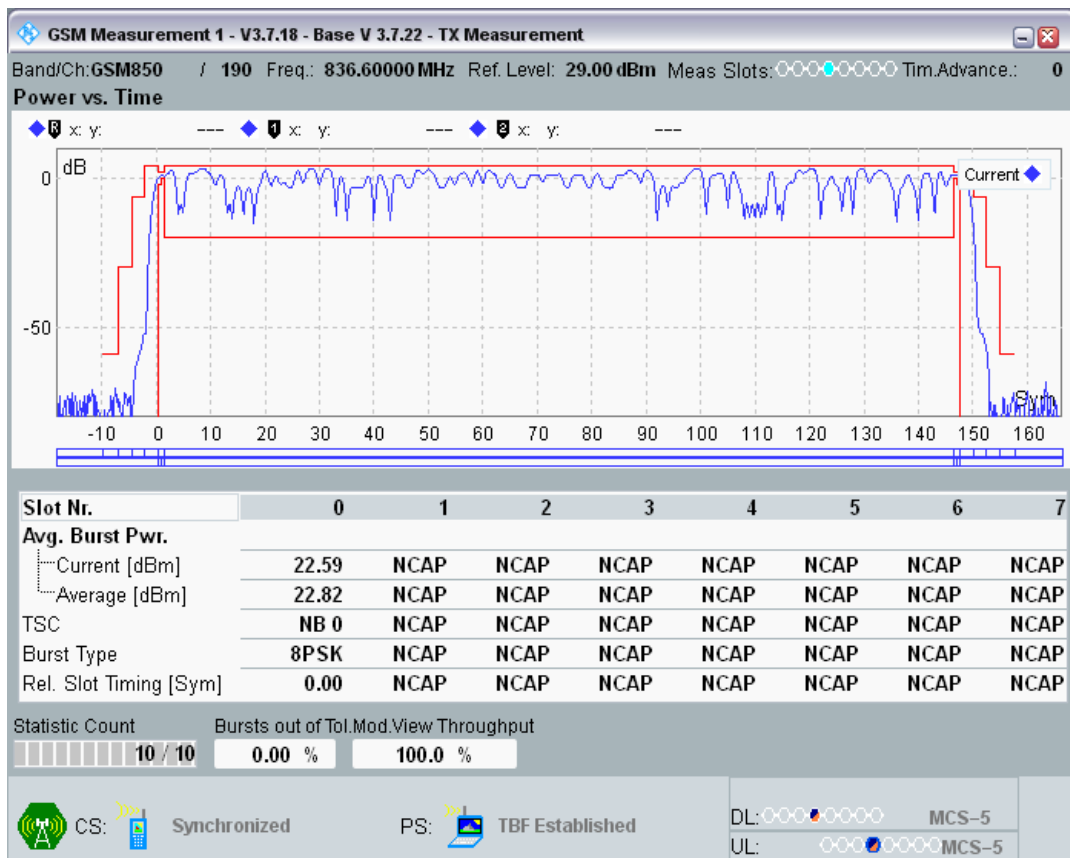 GSM Measurement 1 - V3.7.18 - Base V 3.7.22 - TX Measurement
Band/Ch:GSM850 / 190 Freq.: 836.60000 MHz Ref. Level: 29.00 dBm Meas Slots: Tim.Advance.: 0
Power vs. Time
R x: y: --- 1 x: y: --- 2 x: y: ---
dB
Current
0
-50
Sym
-10 0 10 20 30 40 50 60 70 80 90 100 110 120 130 140 150 160
Slot Nr. 0 1 2 3 4 5 6 7
Avg. Burst Pwr.
Current [dBm] 22.59 NCAP NCAP NCAP NCAP NCAP NCAP NCAP
Average [dBm] 22.82 NCAP NCAP NCAP NCAP NCAP NCAP NCAP
TSC NB 0 NCAP NCAP NCAP NCAP NCAP NCAP NCAP
Burst Type 8PSK NCAP NCAP NCAP NCAP NCAP NCAP NCAP
Rel. Slot Timing [Sym] 0.00 NCAP NCAP NCAP NCAP NCAP NCAP NCAP
Statistic Count Bursts out of Tol.Mod.View Throughput
10 / 10 0.00 % 100.0 %
CS: Synchronized PS: TBF Established
DL: MCS-5
UL: MCS-5